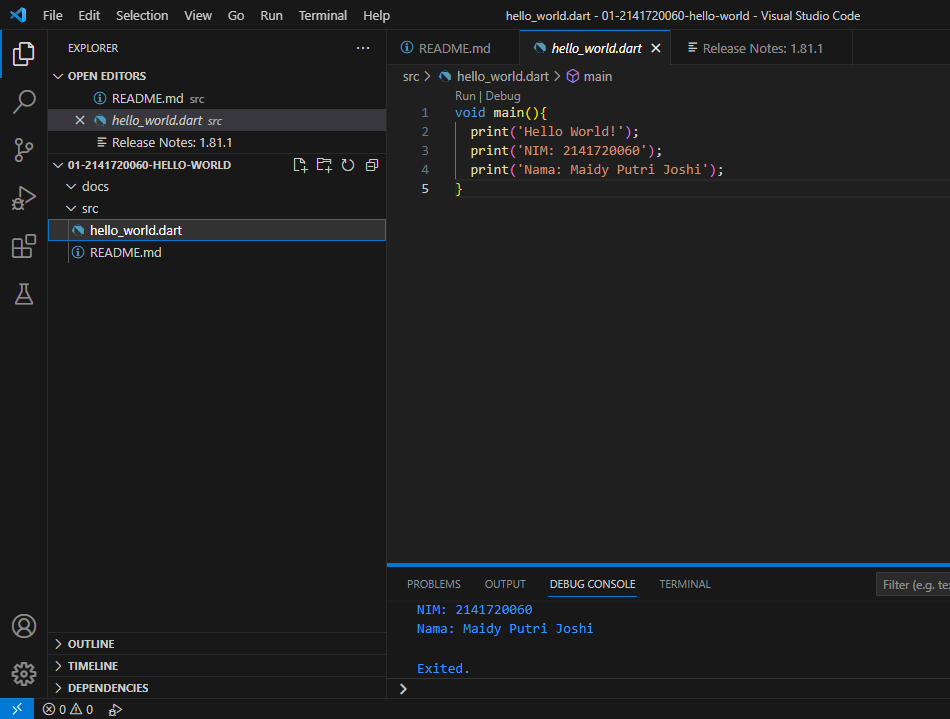 File Edit Selection View Go Run Terminal Help
hello_world.dart - 01-2141720060-hello-world - Visual Studio Code
EXPLORER
OPEN EDITORS
README.md src
hello_world.dart src
Release Notes: 1.81.1
01-2141720060-HELLO-WORLD
docs
src
hello_world.dart
README.md
OUTLINE
TIMELINE
DEPENDENCIES
README.md
hello_world.dart
Release Notes: 1.81.1
src > hello_world.dart > main
Run | Debug
1 void main(){
2 print('Hello World!');
3 print('NIM: 2141720060');
4 print('Nama: Maidy Putri Joshi');
5 }
PROBLEMS OUTPUT DEBUG CONSOLE TERMINAL
Filter (e.g. te
NIM: 2141720060
Nama: Maidy Putri Joshi
Exited.
>
0 0